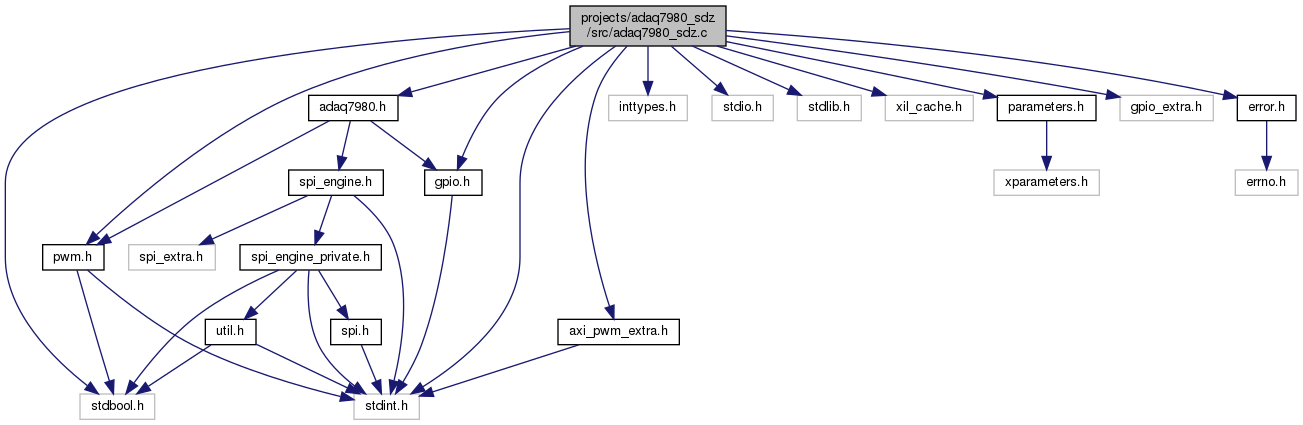 projects/adaq7980_sdz
/src/adaq7980_sdz.c
adaq7980.h
inttypes.h
stdio.h
stdlib.h
xil_cache.h
parameters.h
gpio_extra.h
error.h
spi_engine.h
gpio.h
xparameters.h
errno.h
pwm.h
spi_extra.h
spi_engine_private.h
util.h
spi.h
axi_pwm_extra.h
stdbool.h
stdint.h